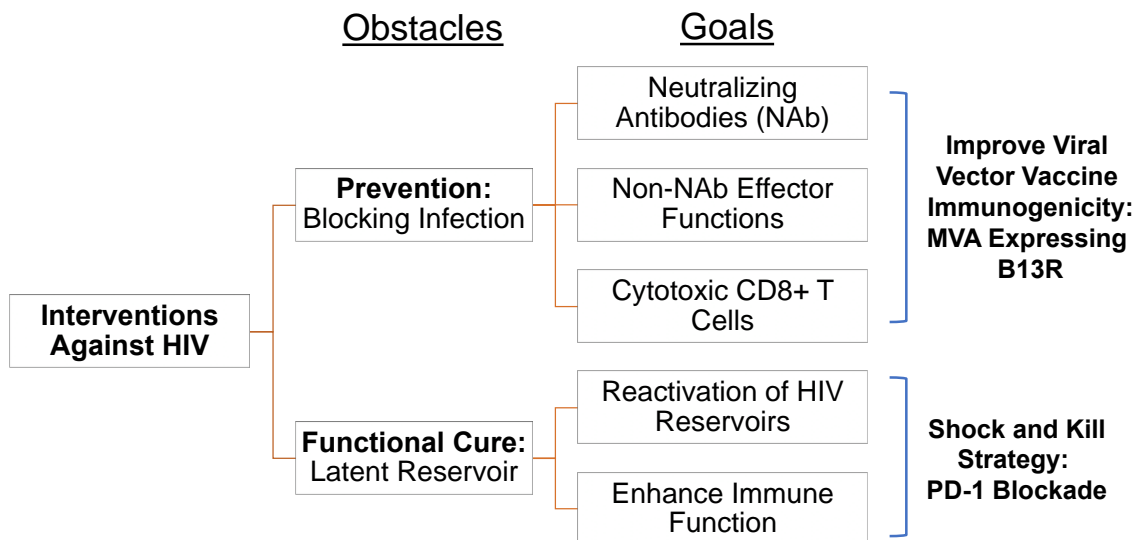 Obstacles
Goals
Interventions
Against HIV
Prevention:
Blocking Infection
Functional Cure:
Latent Reservoir
Neutralizing
Antibodies (NAb)
Non-NAb Effector
Functions
Cytotoxic CD8+ T
Cells
Reactivation of HIV
Reservoirs
Enhance Immune
Function
Improve Viral
Vector Vaccine
Immunogenicity:
MVA Expressing
B13R
Shock and Kill
Strategy:
PD-1 Blockade